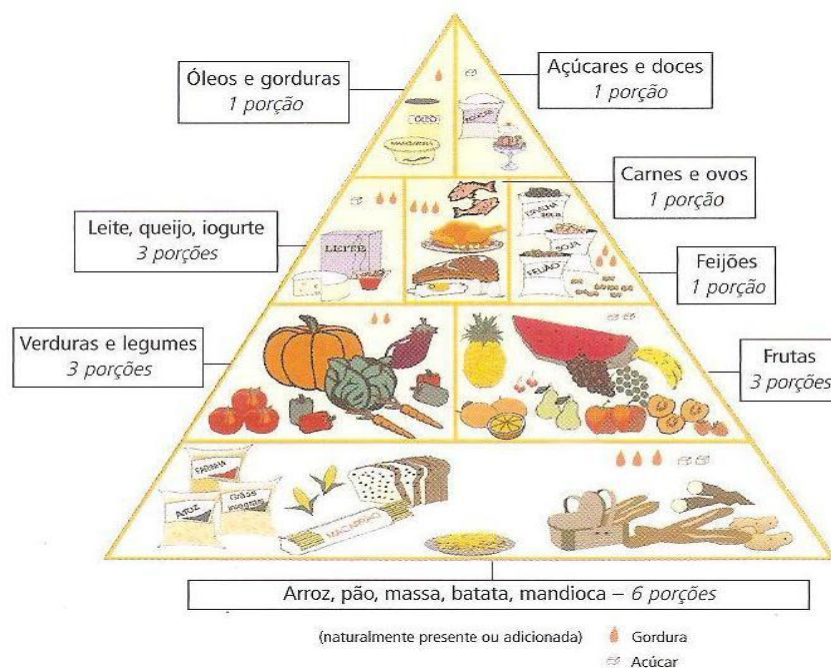 Óleos e gorduras
1 porção
Açúcares e doces
1 porção
Carnes e ovos
1 porção
Leite, queijo, iogurte
3 porções
LEITE
SOJA
FEIJÃO
Feijões
1 porção
Verduras e legumes
3 porções
Frutas
3 porções
FARINHA
Arroz
MACARRÃO
Arroz, pão, massa, batata, mandioca – 6 porções
(naturalmente presente ou adicionada)
Gordura
Açúcar